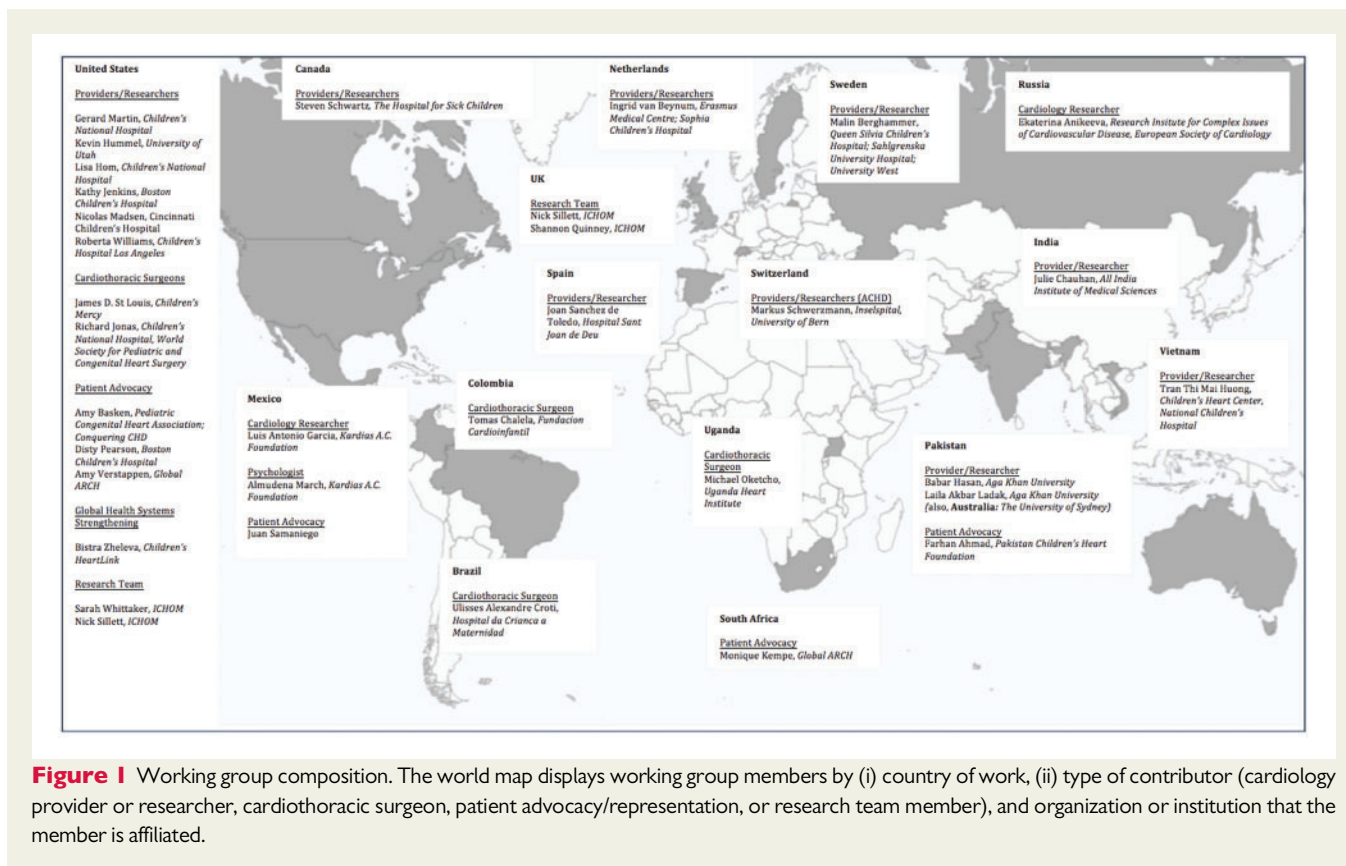 United States
Providers/Researchers
Gerard Martin, Children's
National Hospital
Kevin Hummel, University of
Utah
Lisa Hom, Children's National
Hospital
Kathy Jenkins, Boston
Children's Hospital
Nicolas Madsen, Cincinnati
Children's Hospital
Roberta Williams, Children's
Hospital Los Angeles
Cardiothoracic Surgeons
James D. St Louis, Children's
Mercy
Richard Jonas, Children's
National Hospital, World
Society for Pediatric and
Congenital Heart Surgery
Patient Advocacy
Amy Basken, Pediatric
Congenital Heart Association;
Conquering CHD
Disty Pearson, Boston
Children's Hospital
Amy Verstappen, Global
ARCH
Global Health Systems
Strengthening
Bistra Zheleva, Children's
HeartLink
Research Team
Sarah Whittaker, ICHOM
Nick Sillett, ICHOM
Canada
Providers/Researchers
Steven Schwartz, The Hospital for Sick Children
Netherlands
Providers/Researchers
Ingrid van Beynum, Erasmus
Medical Centre; Sophia
Children's Hospital
Sweden
Providers/Researcher
Malin Berghammer,
Queen Silvia Children's
Hospital; Sahlgrenska
University Hospital;
University West
Russia
Cardiology Researcher
Ekaterina Anikeeva, Research Insitute for Complex Issues
of Cardiovascular Disease, European Society of Cardiology
UK
Research Team
Nick Sillett, ICHOM
Shannon Quinney, ICHOM
India
Provider/Researcher
Julie Chauhan, All India
Institute of Medical Sciences
Spain
Providers/Researcher
Joan Sanchez de
Toledo, Hospital Sant
Joan de Deu
Switzerland
Providers/Researchers (ACHD)
Markus Schwerzmann, Inselspital,
University of Bern
Vietnam
Provider/Researcher
Tran Thi Mai Huong,
Children's Heart Center,
National Children's
Hospital
Mexico
Cardiology Researcher
Luis Antonio Garcia, Kardias A.C.
Foundation
Psychologist
Almudena March, Kardias A.C.
Foundation
Patient Advocacy
Juan Samaniego
Colombia
Cardiothoracic Surgeon
Tomas Chalela, Fundacion
Cardioinfantil
Uganda
Cardiothoracic
Surgeon
Michael Oketcho,
Uganda Heart
Institute
Pakistan
Provider/Researcher
Babar Hasan, Aga Khan University
Laila Akbar Ladak, Aga Khan University
(also, Australia: The University of Sydney)
Patient Advocacy
Farhan Ahmad, Pakistan Children's Heart
Foundation
Brazil
Cardiothoracic Surgeon
Ulisses Alexandre Croti,
Hospital da Crianca a
Maternidad
South Africa
Patient Advocacy
Monique Kempe, Global ARCH
Figure 1 Working group composition. The world map displays working group members by (i) country of work, (ii) type of contributor (cardiology
provider or researcher, cardiothoracic surgeon, patient advocacy/representation, or research team member), and organization or institution that the
member is affiliated.